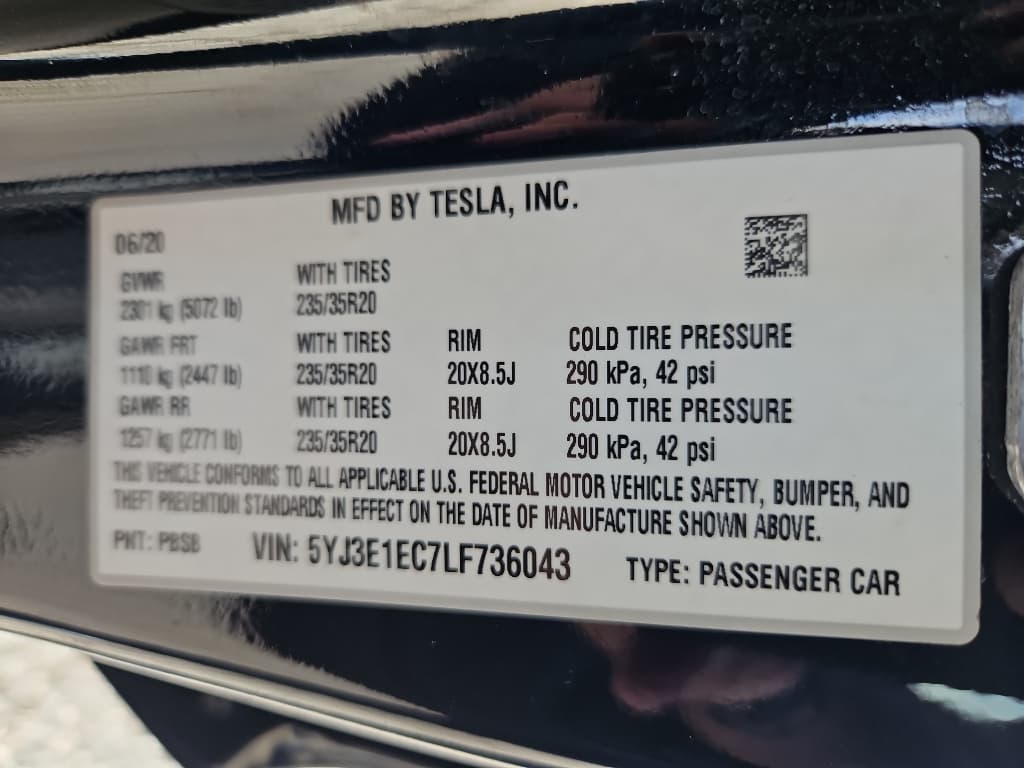 MFD BY TESLA, INC.
06/20
GVWR WITH TIRES
2301 kg (5072 lb) 235/35R20
GAWR FRT WITH TIRES RIM COLD TIRE PRESSURE
1110 kg (2447 lb) 235/35R20 20X8.5J 290 kPa, 42 psi
GAWR RR WITH TIRES RIM COLD TIRE PRESSURE
1257 kg (2771 lb) 235/35R20 20X8.5J 290 kPa, 42 psi
THIS VEHICLE CONFORMS TO ALL APPLICABLE U.S. FEDERAL MOTOR VEHICLE SAFETY, BUMPER, AND
THEFT PREVENTION STANDARDS IN EFFECT ON THE DATE OF MANUFACTURE SHOWN ABOVE.
PNT: PBSB VIN: 5YJ3E1EC7LF736043 TYPE: PASSENGER CAR